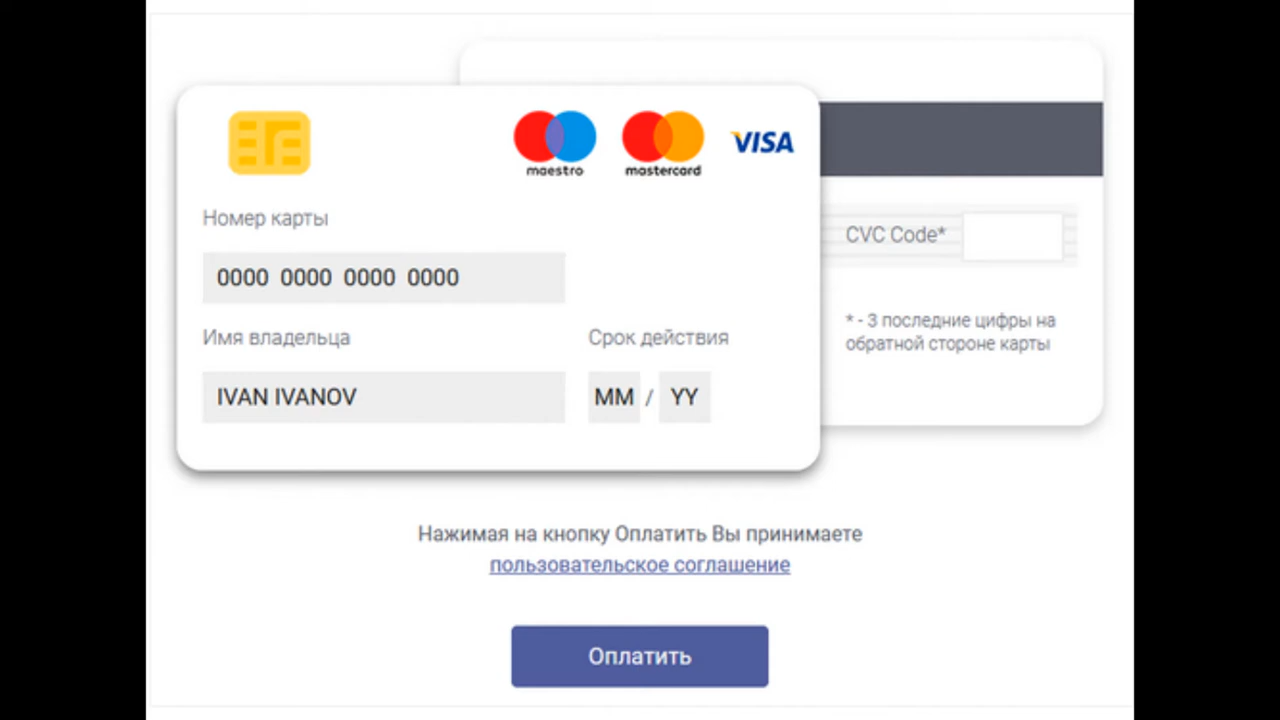 maestro
mastercard
VISA
Номер карты
0000 0000 0000 0000
Имя владельца
Срок действия
IVAN IVANOV
MM / YY
CVC Code*
* - 3 последние цифры на
обратной стороне карты
Нажимая на кнопку Оплатить Вы принимаете
пользовательское соглашение
Оплатить